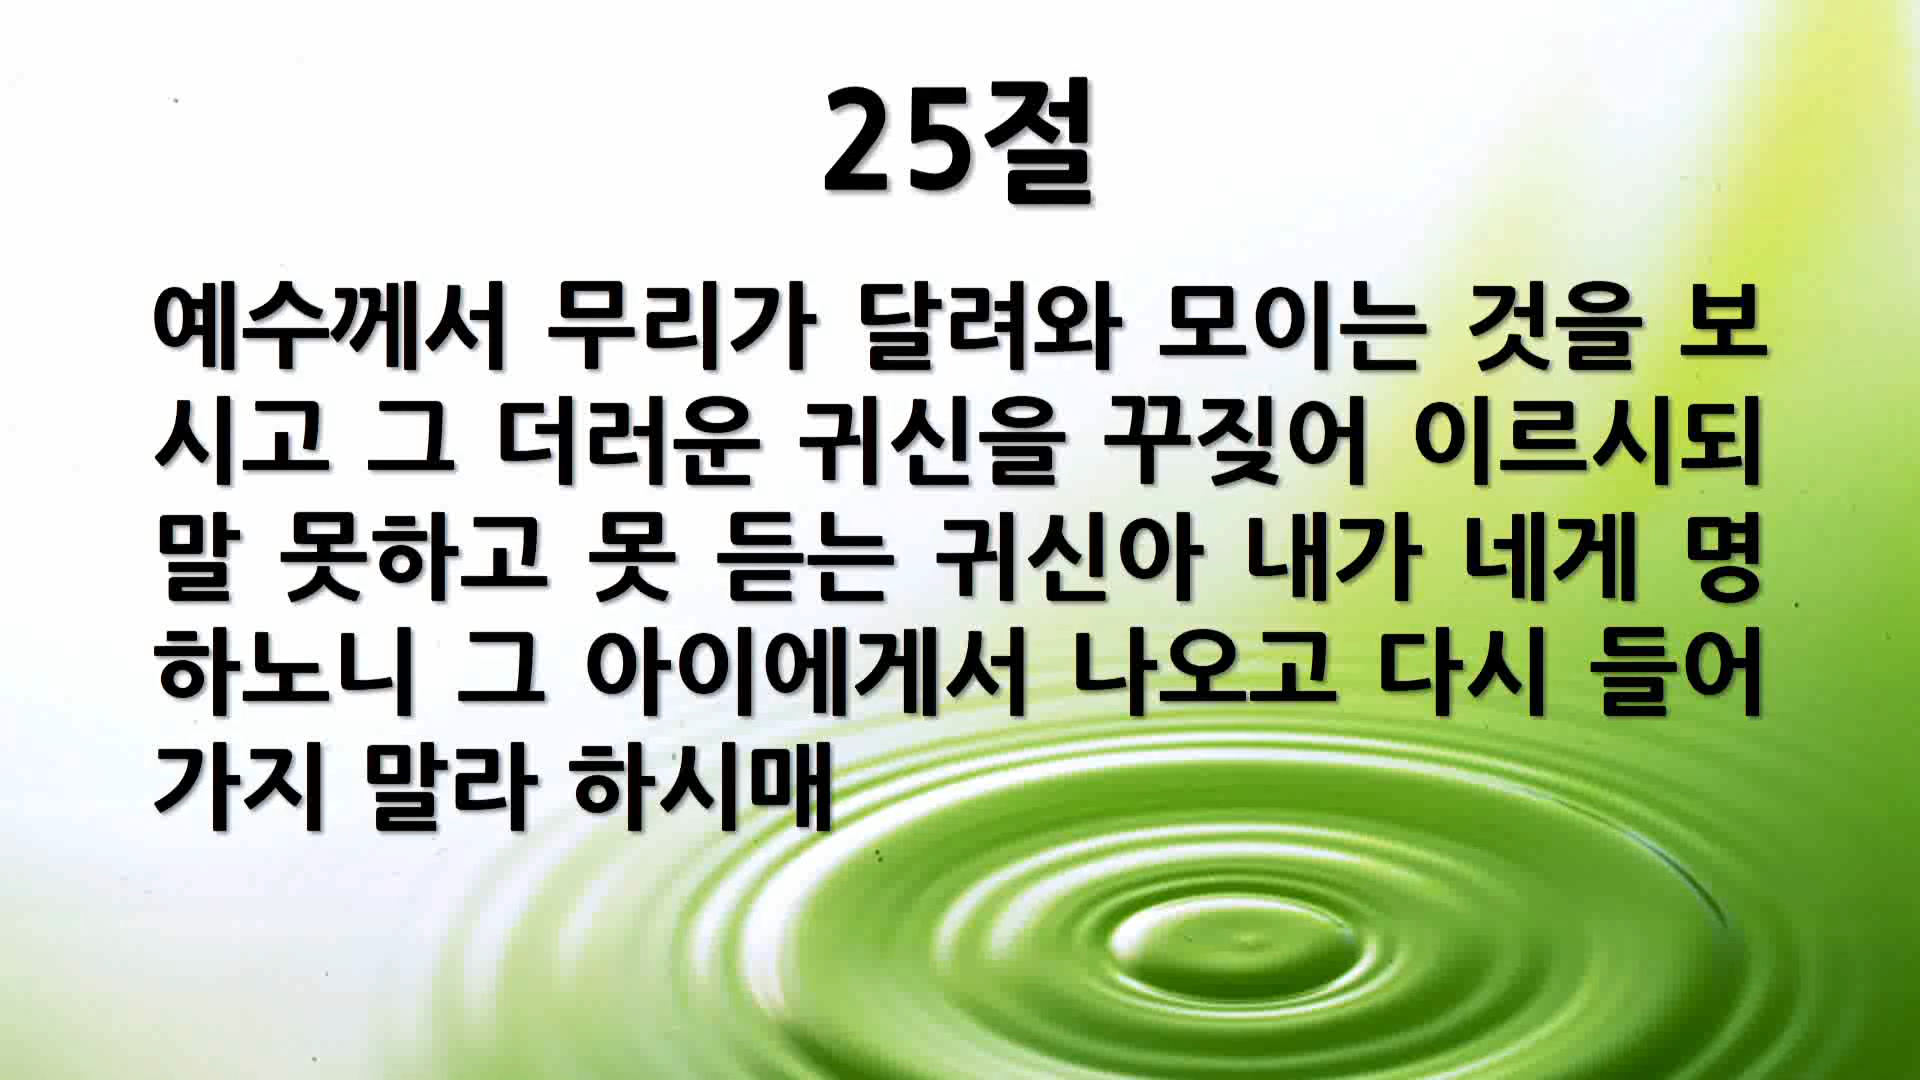 25절
예수께서 무리가 달려와 모이는 것을 보
시고 그 더러운 귀신을 꾸짖어 이르시되
말 못하고 못 듣는 귀신아 내가 네게 명
하노니 그 아이에게서 나오고 다시 들어
가지 말라 하시매